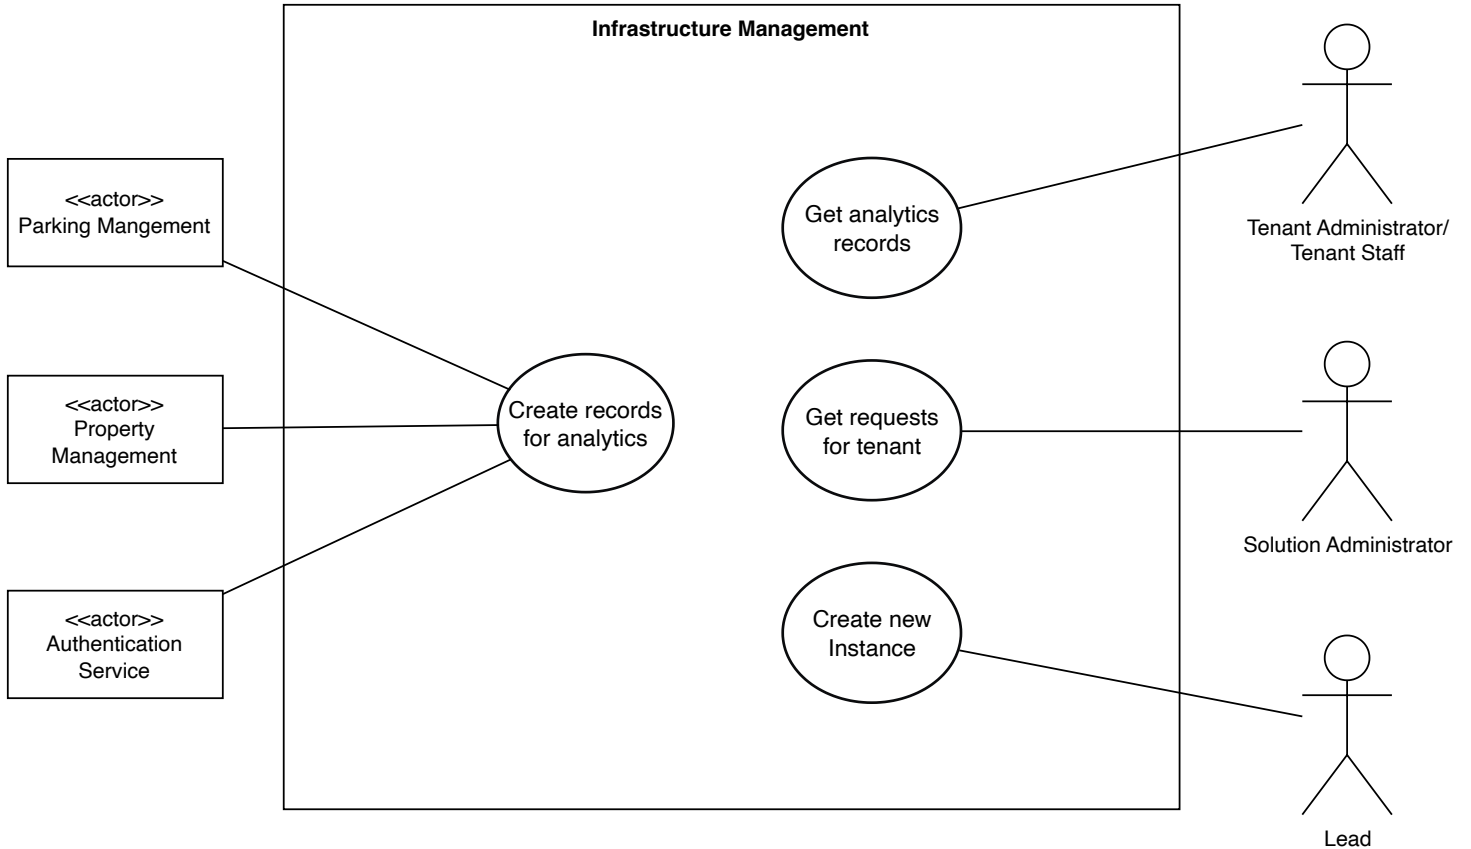 Infrastructure Management
<<actor>>
Parking Mangement
<<actor>>
Property
Management
<<actor>>
Authentication
Service
Create records
for analytics
Get analytics
records
Get requests
for tenant
Create new
Instance
Tenant Administrator/
Tenant Staff
Solution Administrator
Lead